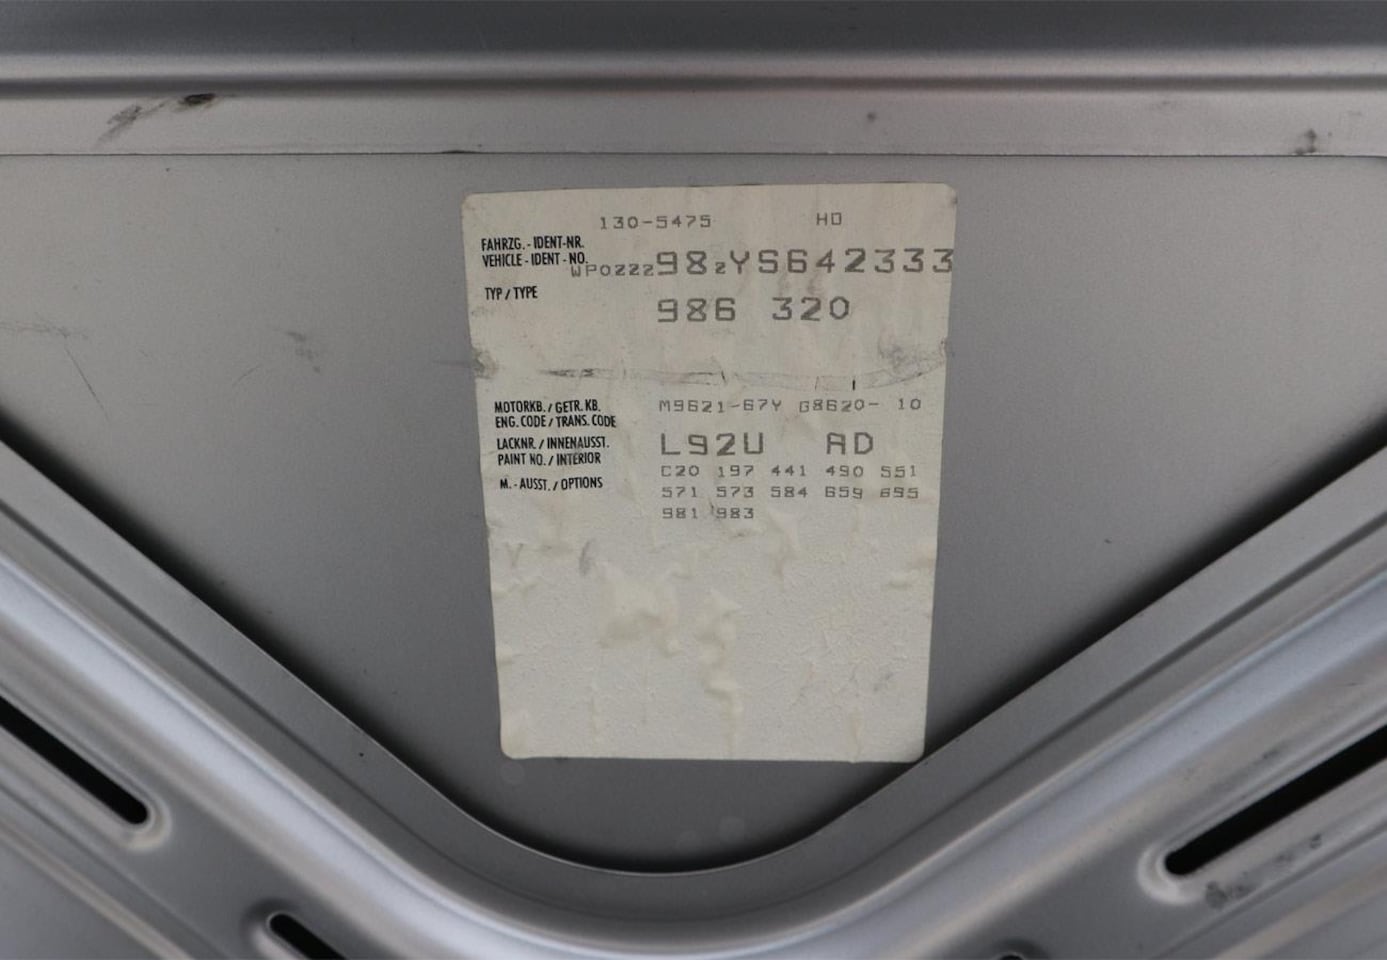 130-5475 HD
FAHRZG.-IDENT-NR.
VEHICLE-IDENT-NO. WP0ZZZ98ZYS642333
TYP/TYPE 986 320
MOTORKB./GETR.KB. M9621-67Y G8620- 10
ENG.CODE/TRANS.CODE
LACKNR./INNENAUSST. L92U AD
PAINT NO./INTERIOR
M.-AUSST./OPTIONS C20 197 441 490 551
571 573 584 659 695
981 983